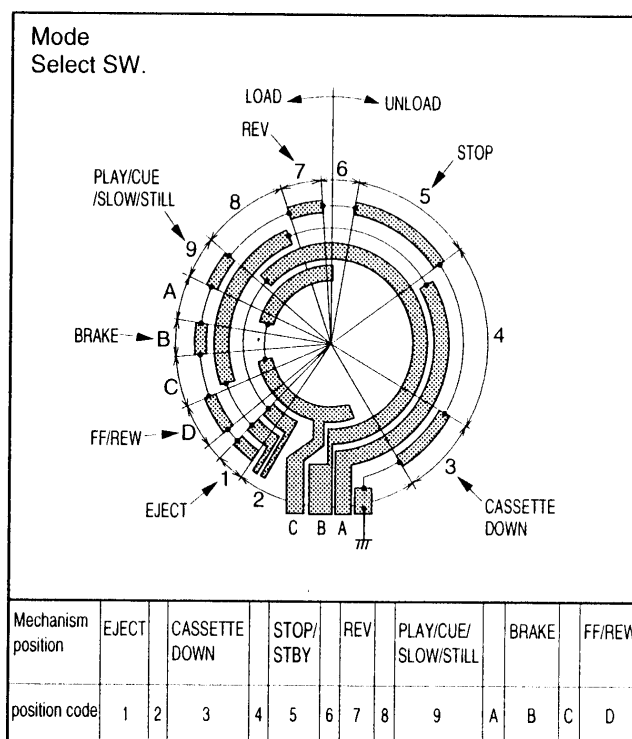 Mode
Select SW.
LOAD
UNLOAD
REV
STOP
7
6
5
PLAY/CUE
/SLOW/STILL
8
9
A
BRAKE
B
4
C
FF/REW
D
3
1
2
EJECT
CASSETTE
DOWN
C
B
A
Mechanism position EJECT CASSETTE DOWN STOP/ STBY REV PLAY/CUE/ SLOW/STILL BRAKE FF/REW
position code 1 2 3 4 5 6 7 8 9 A B C D